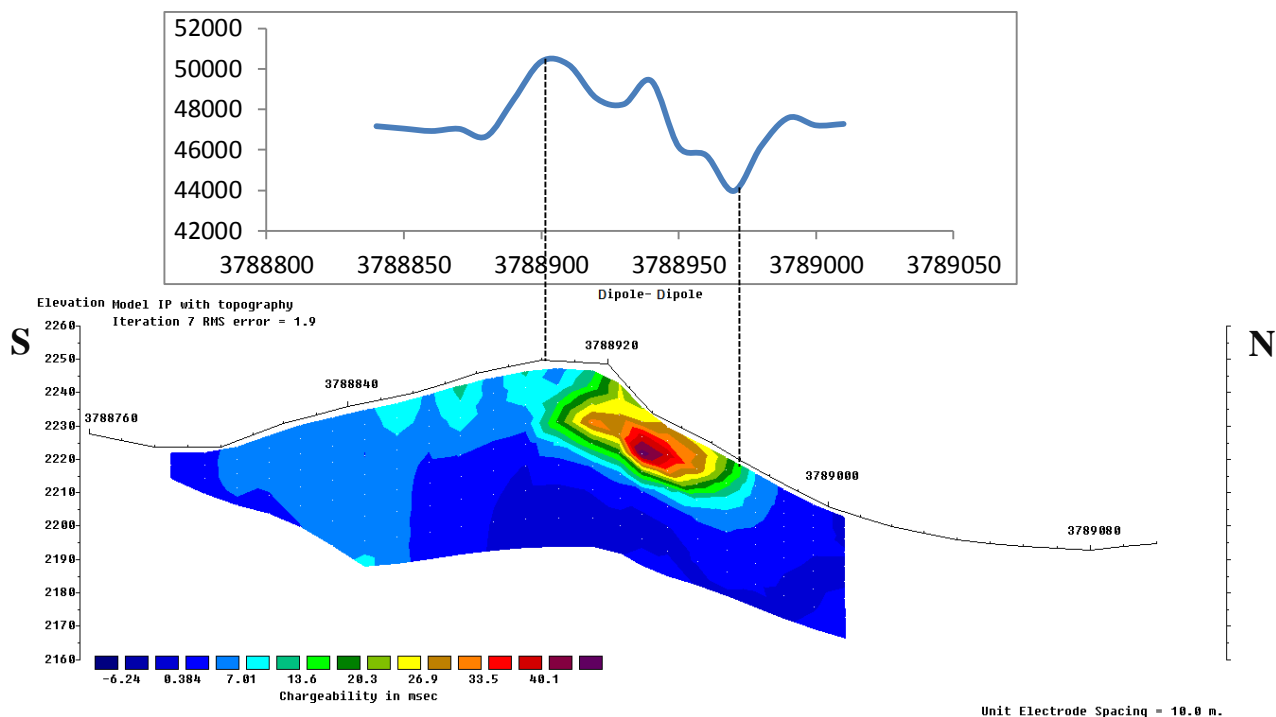 52000
50000
48000
46000
44000
42000
3788800 3788850 3788900 3788950 3789000 3789050
Dipole- Dipole
Elevation Model IP with topography
Iteration 7 RMS error = 1.9
S
N
2260
2250
2240
2230
2220
2210
2200
2190
2180
2170
2160
3788760
3788840
3788920
3789000
3789080
-6.24 0.384 7.01 13.6 20.3 26.9 33.5 40.1
Chargeability in msec
Unit Electrode Spacing = 10.0 m.